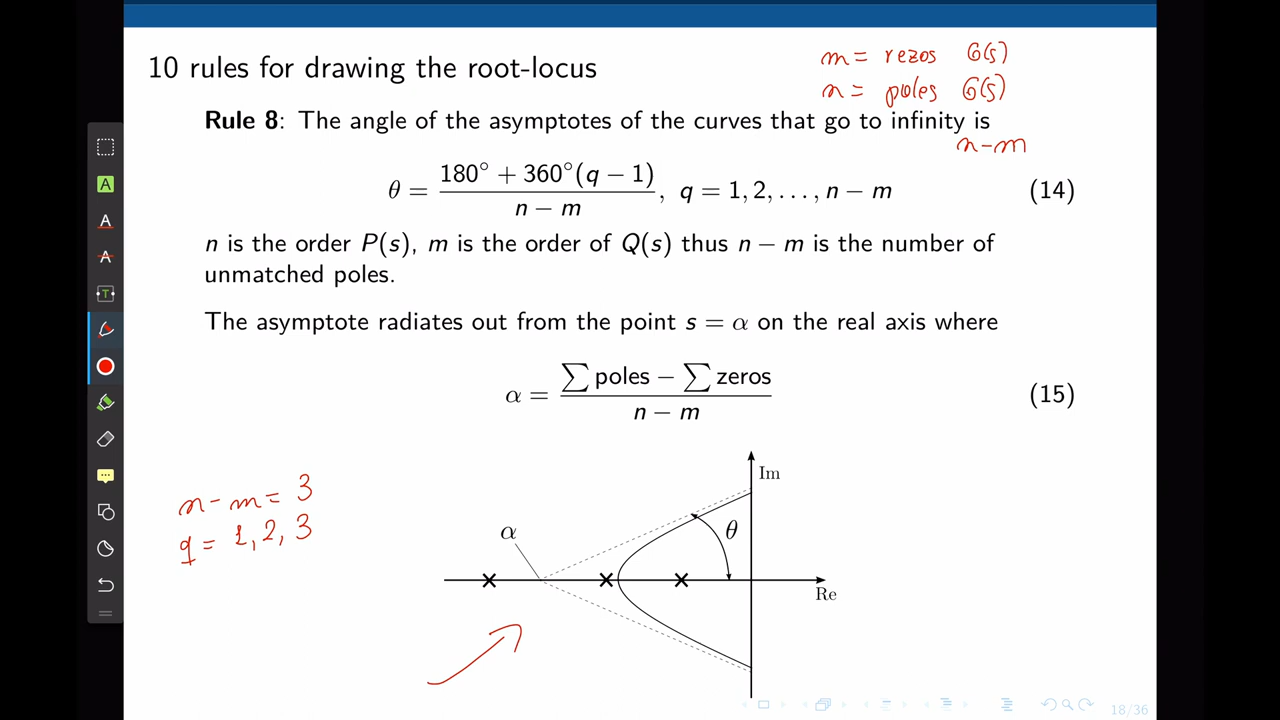 10 rules for drawing the root-locus
m = rezos G(s)
n = poles G(s)
Rule 8: The angle of the asymptotes of the curves that go to infinity is
n - m
θ = (180° + 360°(q − 1)) / (n − m), q = 1, 2, . . . , n − m (14)
n is the order P(s), m is the order of Q(s) thus n − m is the number of
unmatched poles.
The asymptote radiates out from the point s = α on the real axis where
α = (∑ poles − ∑ zeros) / (n − m) (15)
n - m = 3
q = 1, 2, 3
Im
α
θ
Re
A
A
A
T
18/36